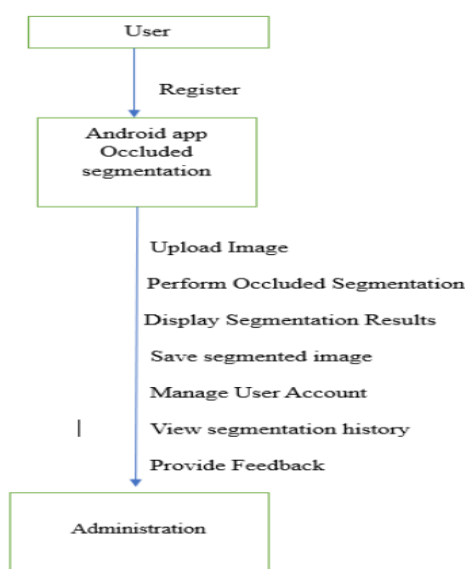 User
Register
Android app
Occluded
segmentation
Upload Image
Perform Occluded Segmentation
Display Segmentation Results
Save segmented image
Manage User Account
View segmentation history
Provide Feedback
Administration